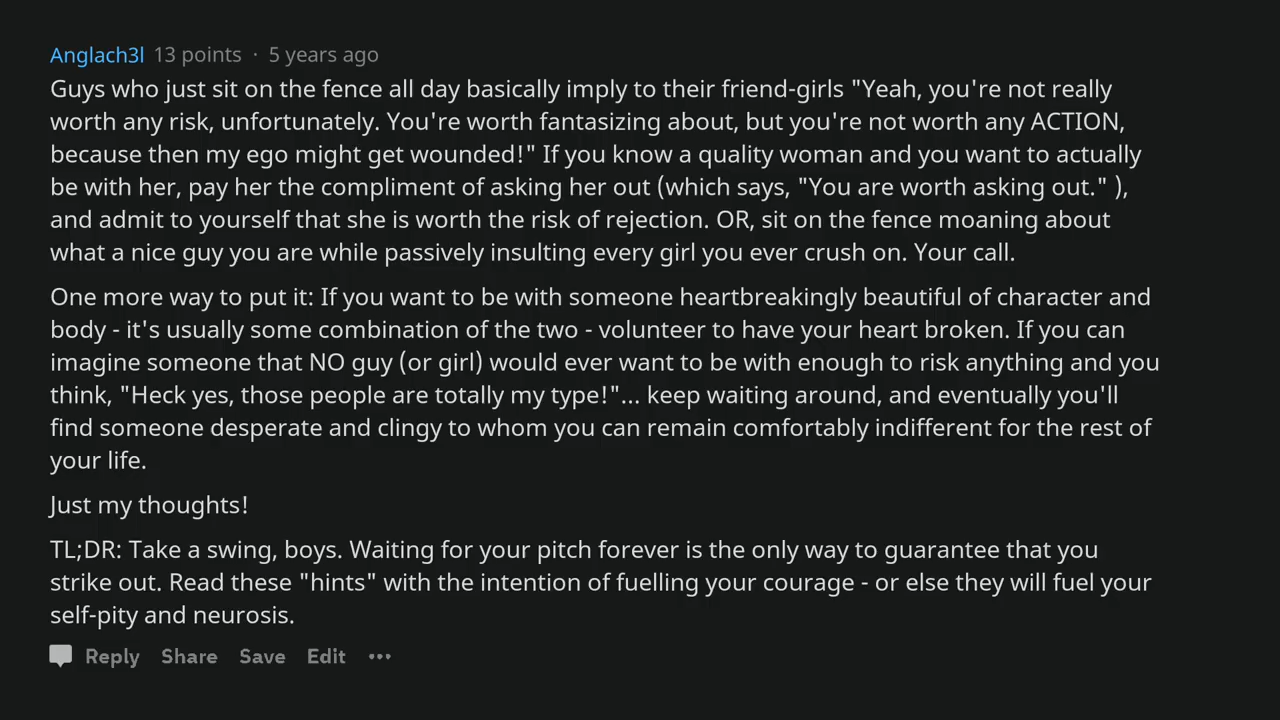 Anglach3l 13 points · 5 years ago
Guys who just sit on the fence all day basically imply to their friend-girls "Yeah, you're not really
worth any risk, unfortunately. You're worth fantasizing about, but you're not worth any ACTION,
because then my ego might get wounded!" If you know a quality woman and you want to actually
be with her, pay her the compliment of asking her out (which says, "You are worth asking out." ),
and admit to yourself that she is worth the risk of rejection. OR, sit on the fence moaning about
what a nice guy you are while passively insulting every girl you ever crush on. Your call.
One more way to put it: If you want to be with someone heartbreakingly beautiful of character and
body - it's usually some combination of the two - volunteer to have your heart broken. If you can
imagine someone that NO guy (or girl) would ever want to be with enough to risk anything and you
think, "Heck yes, those people are totally my type!"... keep waiting around, and eventually you'll
find someone desperate and clingy to whom you can remain comfortably indifferent for the rest of
your life.
Just my thoughts!
TL;DR: Take a swing, boys. Waiting for your pitch forever is the only way to guarantee that you
strike out. Read these "hints" with the intention of fuelling your courage - or else they will fuel your
self-pity and neurosis.
Reply Share Save Edit •••